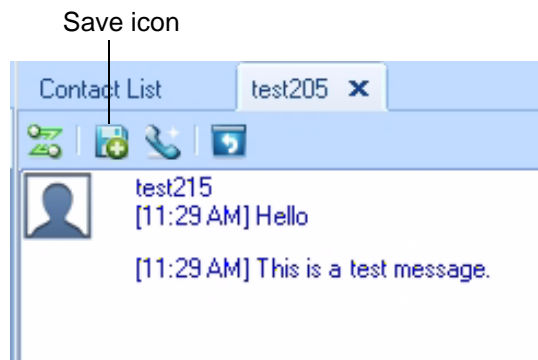 Save icon
Contact List test205
test215
[11:29 AM] Hello
[11:29 AM] This is a test message.